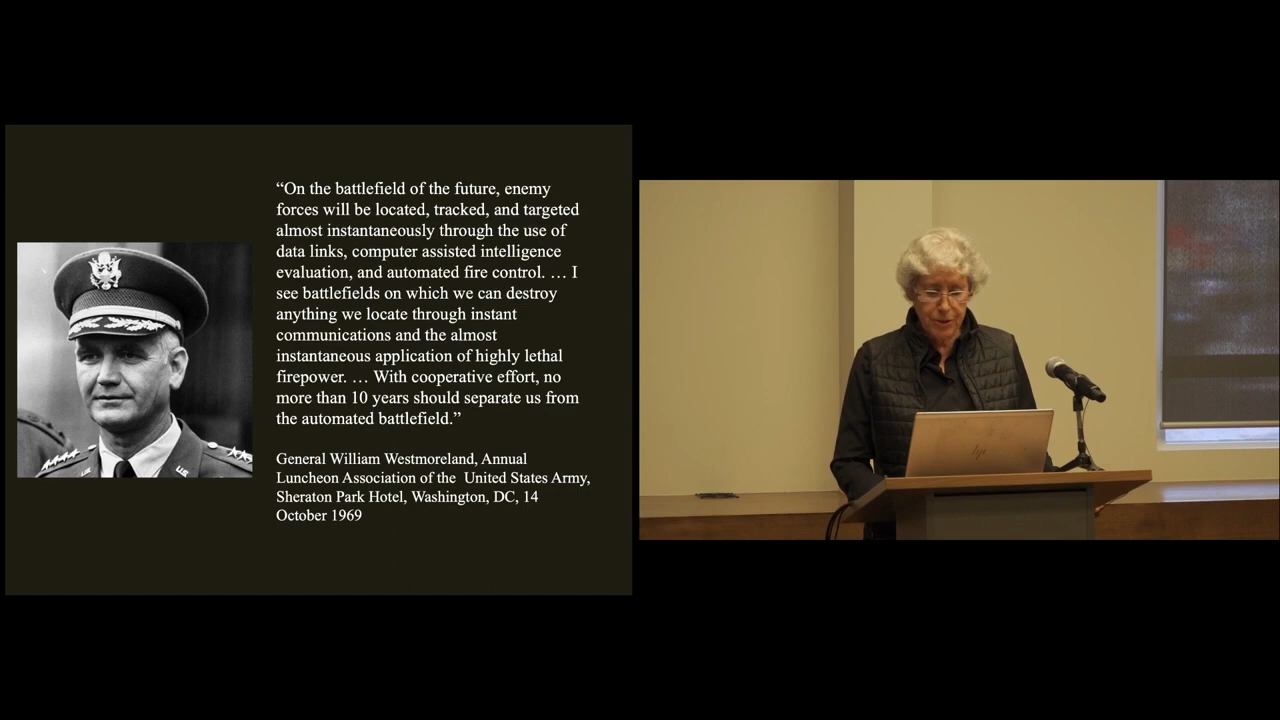 “On the battlefield of the future, enemy
forces will be located, tracked, and targeted
almost instantaneously through the use of
data links, computer assisted intelligence
evaluation, and automated fire control. … I
see battlefields on which we can destroy
anything we locate through instant
communications and the almost
instantaneous application of highly lethal
firepower. … With cooperative effort, no
more than 10 years should separate us from
the automated battlefield.”
General William Westmoreland, Annual
Luncheon Association of the United States Army,
Sheraton Park Hotel, Washington, DC, 14
October 1969
U.S.
U.S.
hp